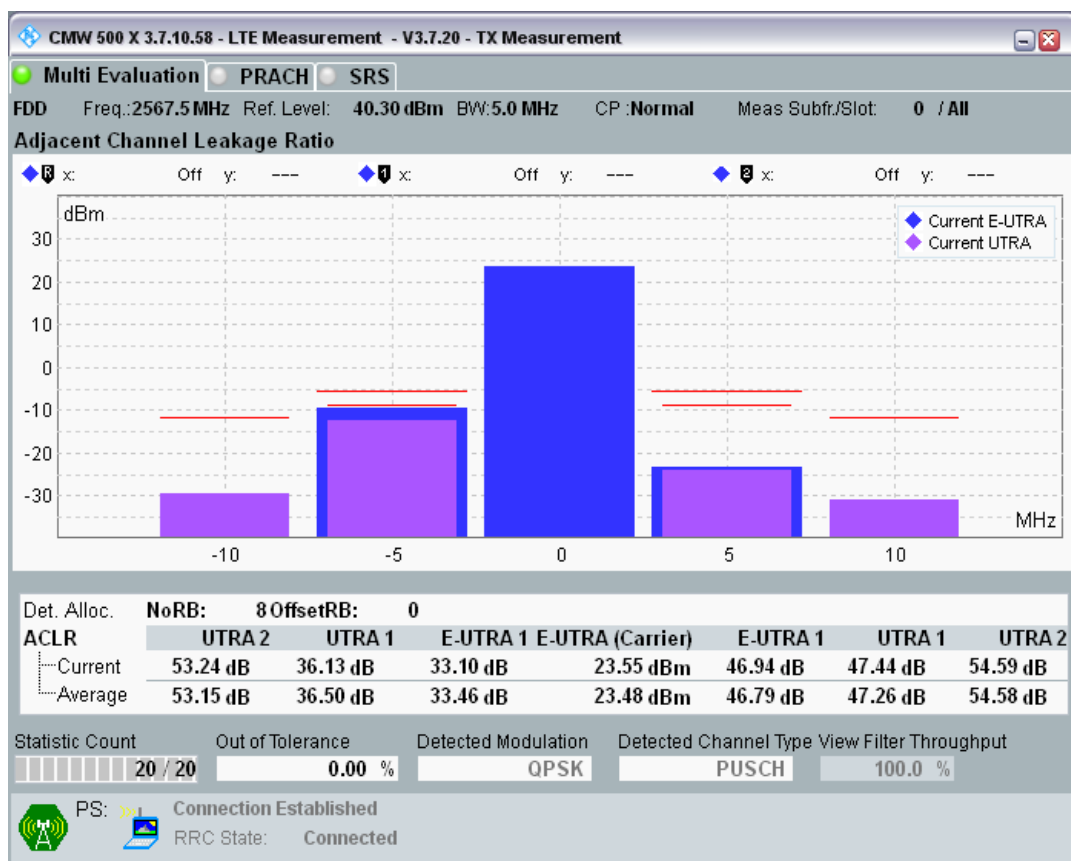 CMW 500 X 3.7.10.58 - LTE Measurement - V3.7.20 - TX Measurement
Multi Evaluation PRACH SRS
FDD Freq.:2567.5 MHz Ref. Level: 40.30 dBm BW:5.0 MHz CP :Normal Meas Subfr./Slot: 0 / All
Adjacent Channel Leakage Ratio
R x: Off y: --- 1 x: Off y: --- 2 x: Off y: ---
dBm
Current E-UTRA
Current UTRA
30
20
10
0
-10
-20
-30
MHz
-10 -5 0 5 10
Det. Alloc. NoRB: 8 OffsetRB: 0
ACLR UTRA 2 UTRA 1 E-UTRA 1 E-UTRA (Carrier) E-UTRA 1 UTRA 1 UTRA 2
Current 53.24 dB 36.13 dB 33.10 dB 23.55 dBm 46.94 dB 47.44 dB 54.59 dB
Average 53.15 dB 36.50 dB 33.46 dB 23.48 dBm 46.79 dB 47.26 dB 54.58 dB
Statistic Count Out of Tolerance Detected Modulation Detected Channel Type View Filter Throughput
20 / 20 0.00 % QPSK PUSCH 100.0 %
PS: Connection Established
RRC State: Connected